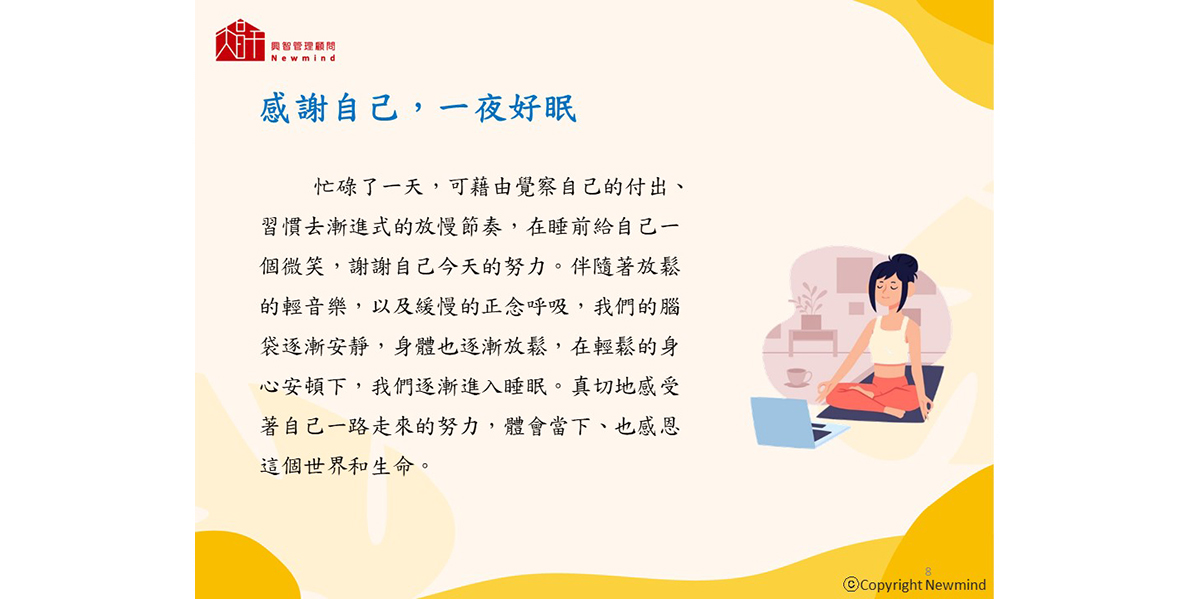 興智管理顧問
Newmind
感謝自己，一夜好眠
忙碌了一天，可藉由覺察自己的付出、
習慣去漸進式的放慢節奏，在睡前給自己一
個微笑，謝謝自己今天的努力。伴隨著放鬆
的輕音樂，以及緩慢的正念呼吸，我們的腦
袋逐漸安靜，身體也逐漸放鬆，在輕鬆的身
心安頓下，我們逐漸進入睡眠。真切地感受
著自己一路走來的努力，體會當下、也感恩
這個世界和生命。
8
©Copyright Newmind